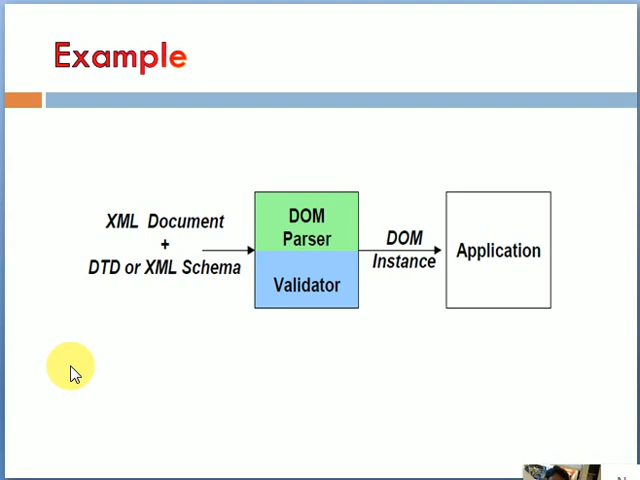 Example
XML Document
+
DTD or XML Schema
DOM
Parser
Validator
DOM
Instance
Application